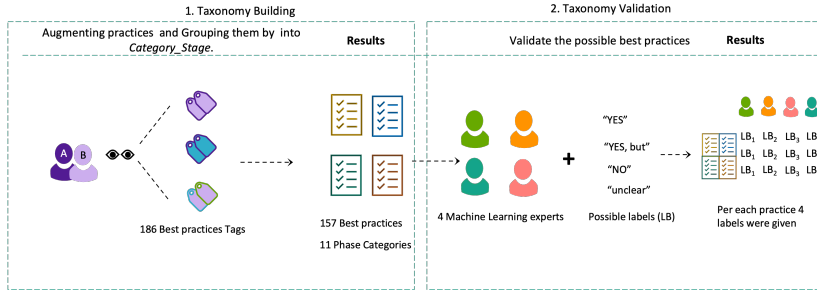 1. Taxonomy Building
Augmenting practices and Grouping them by into
Category_Stage.
Results
A
B
186 Best practices Tags
157 Best practices
11 Phase Categories
2. Taxonomy Validation
Validate the possible best practices
Results
4 Machine Learning experts
+
"YES"
"YES, but"
"NO"
"unclear"
Possible labels (LB)
LB1 LB2 LB3 LB
LB1 LB2 LB3 LB
LB1 LB2 LB3 LB
Per each practice 4
labels were given